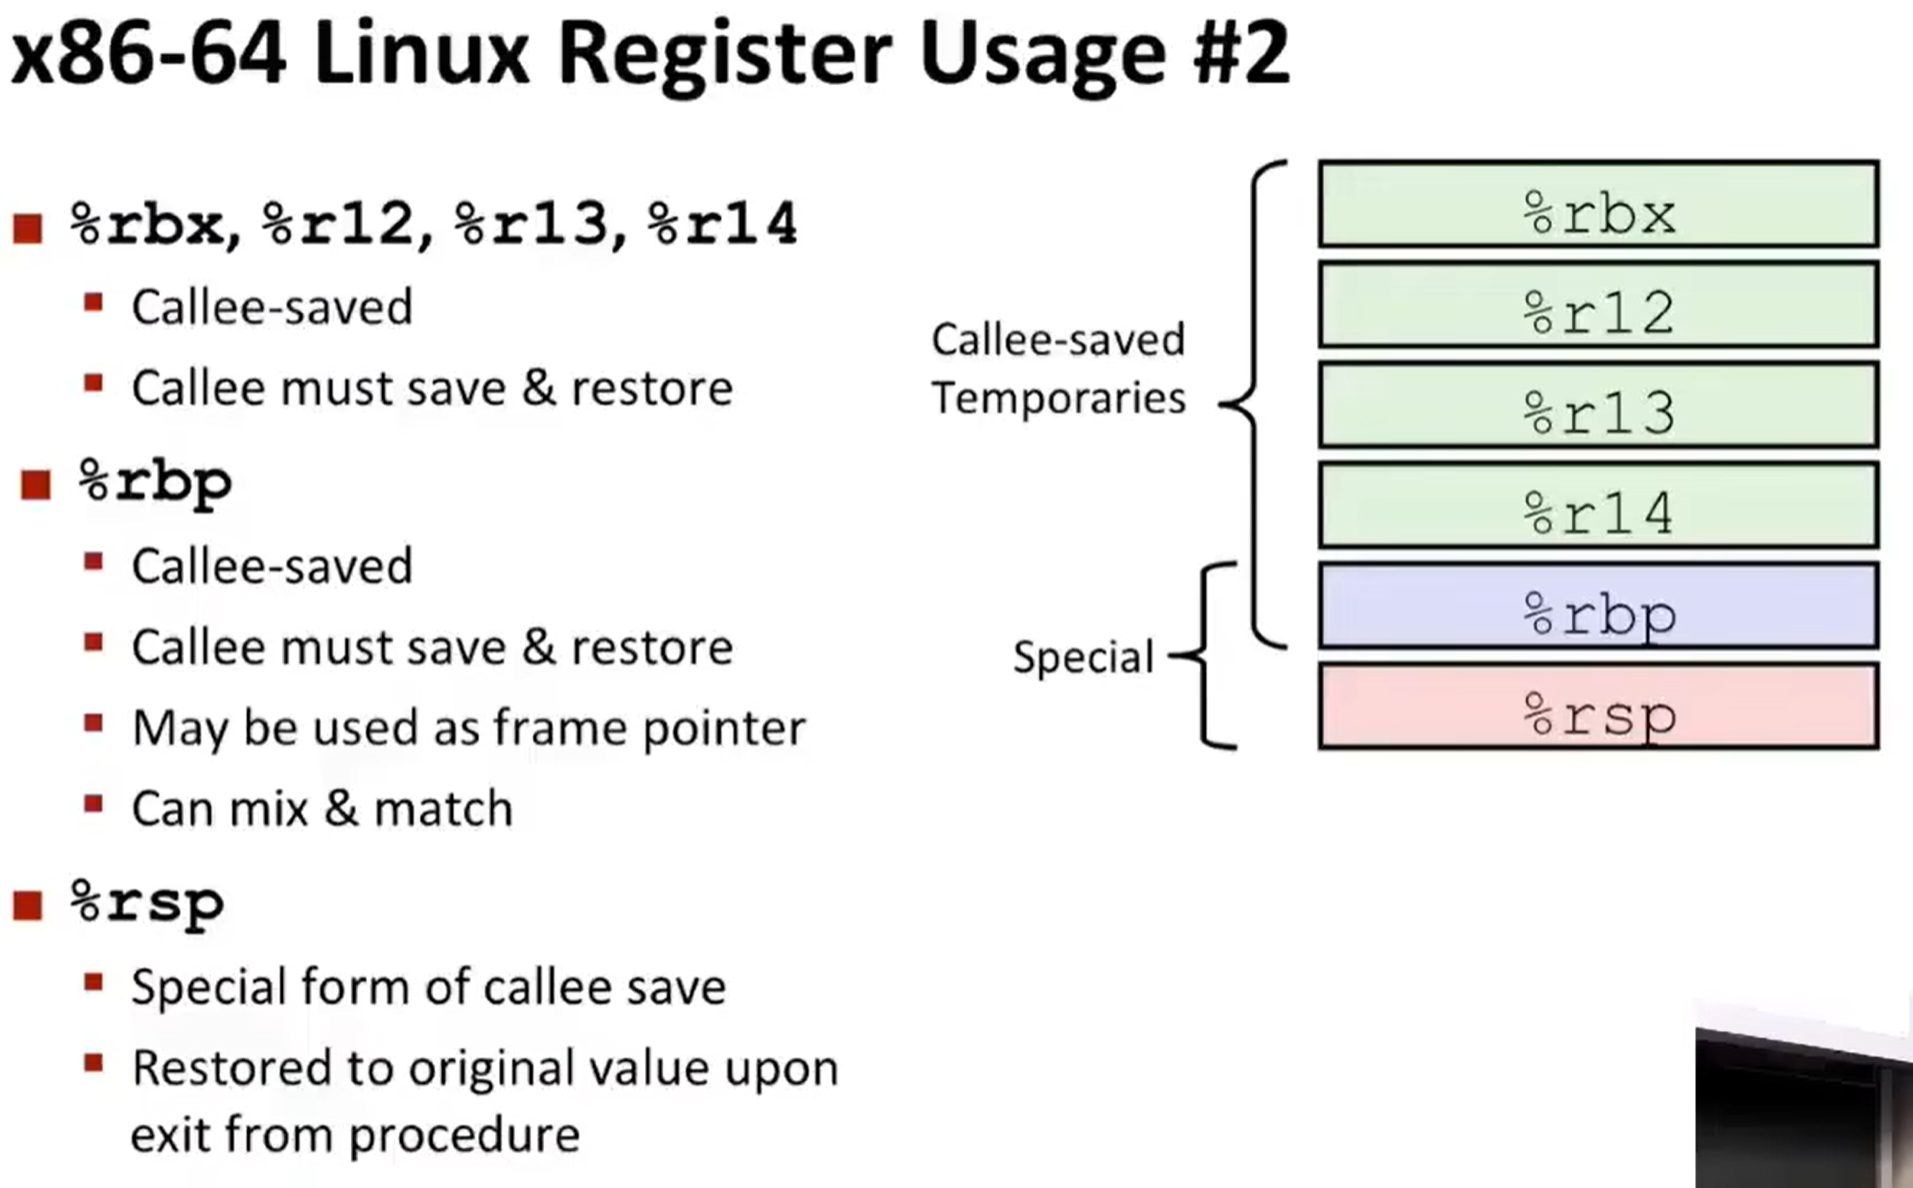 x86-64 Linux Register Usage #2
%rbx, %r12, %r13, %r14
Callee-saved
Callee must save & restore
%rbp
Callee-saved
Callee must save & restore
May be used as frame pointer
Can mix & match
%rsp
Special form of callee save
Restored to original value upon
exit from procedure
Callee-saved
Temporaries
Special
%rbx
%r12
%r13
%r14
%rbp
%rsp